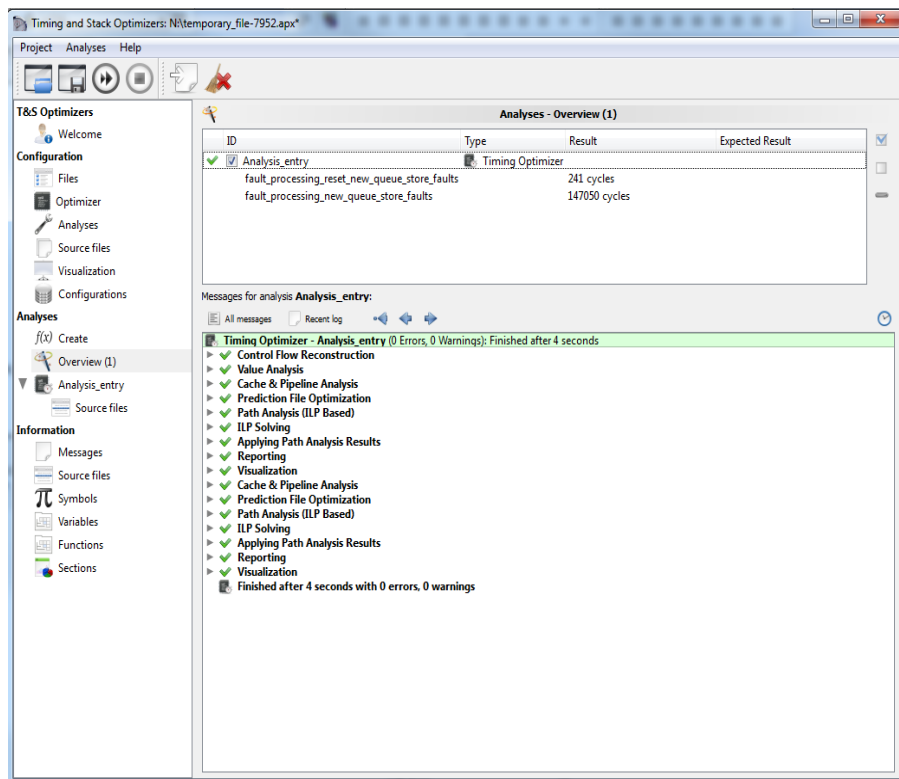 Timing and Stack Optimizers: N:\temporary_file-7952.apx*
Project Analyses Help
T&S Optimizers
Welcome
Configuration
Files
Optimizer
Analyses
Source files
Visualization
Configurations
Analyses
f(x) Create
Overview (1)
Analysis_entry
Source files
Information
Messages
Source files
Symbols
Variables
Functions
Sections
Analyses - Overview (1)
ID Type Result Expected Result
Analysis_entry Timing Optimizer
fault_processing_reset_new_queue_store_faults 241 cycles
fault_processing_new_queue_store_faults 147050 cycles
Messages for analysis Analysis_entry:
All messages Recent log
Timing Optimizer - Analysis_entry (0 Errors, 0 Warnings): Finished after 4 seconds
Control Flow Reconstruction
Value Analysis
Cache & Pipeline Analysis
Prediction File Optimization
Path Analysis (ILP Based)
ILP Solving
Applying Path Analysis Results
Reporting
Visualization
Cache & Pipeline Analysis
Prediction File Optimization
Path Analysis (ILP Based)
ILP Solving
Applying Path Analysis Results
Reporting
Visualization
Finished after 4 seconds with 0 errors, 0 warnings